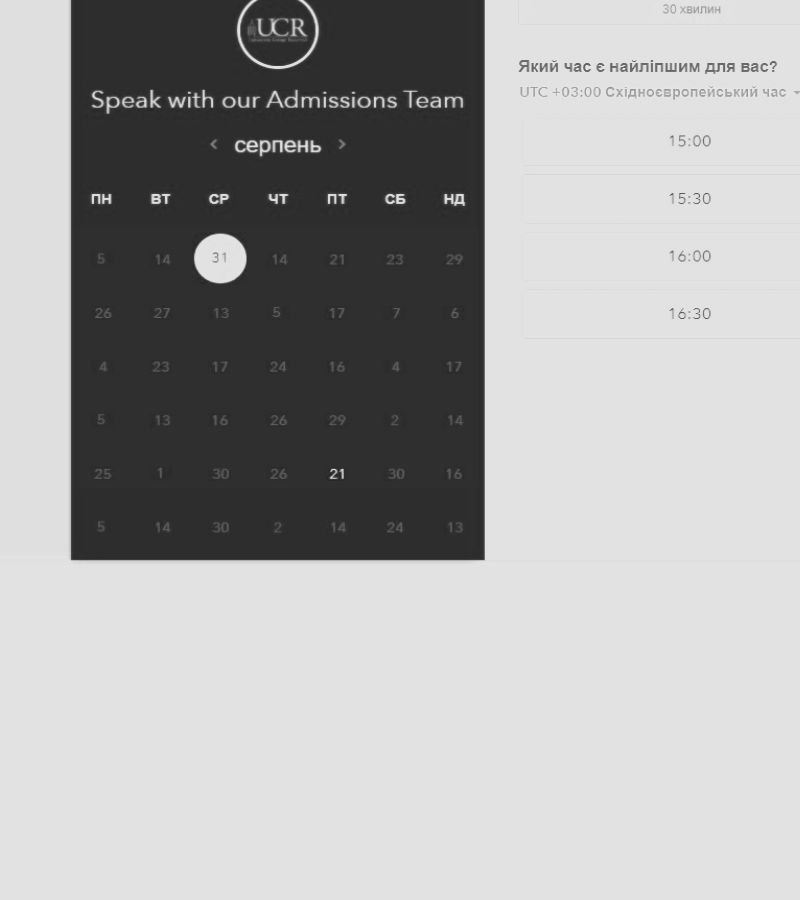 UCR
Speak with our Admissions Team
серпень
ПН ВТ СР ЧТ ПТ СБ НД
5 14 31 14 21 23 29
26 27 13 5 17 7 6
4 23 17 24 16 4 17
5 13 16 26 29 2 14
25 1 30 26 21 30 16
5 14 30 2 14 24 13
30 хвилин
Який час є найліпшим для вас?
UTC +03:00 Східноєвропейський час
15:00
15:30
16:00
16:30